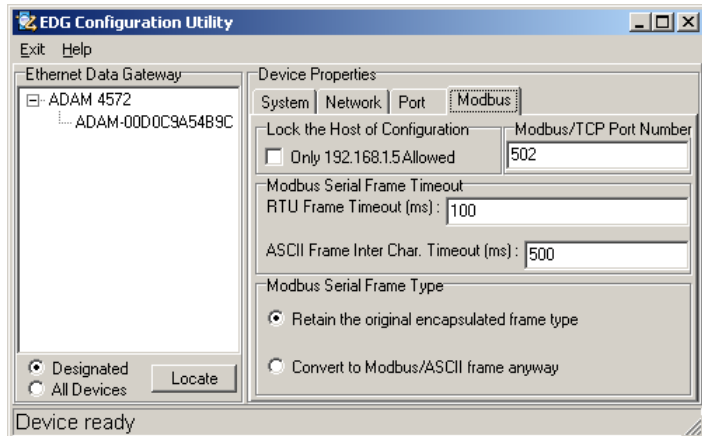 EDG Configuration Utility
Exit Help
Ethernet Data Gateway
ADAM 4572
ADAM-00D0C9A54B9C
Designated
All Devices
Locate
Device Properties
System Network Port Modbus
Lock the Host of Configuration
Only 192.168.1.5 Allowed
Modbus/TCP Port Number
502
Modbus Serial Frame Timeout
RTU Frame Timeout (ms) : 100
ASCII Frame Inter Char. Timeout (ms) : 500
Modbus Serial Frame Type
Retain the original encapsulated frame type
Convert to Modbus/ASCII frame anyway
Device ready